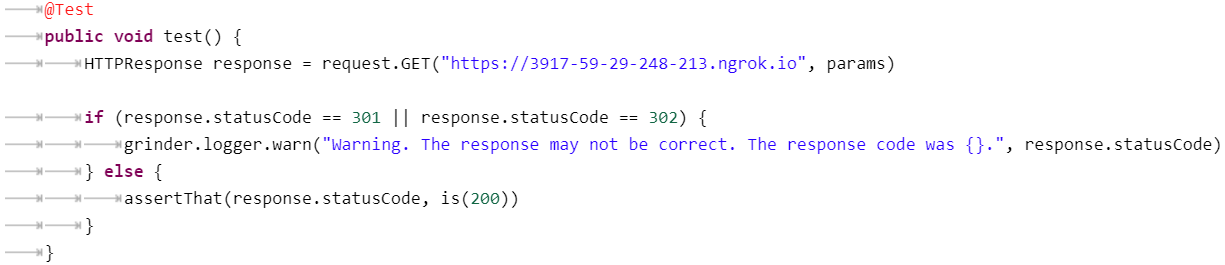 @Test
public void test() {
HTTPResponse response = request.GET("https://3917-59-29-248-213.ngrok.io", params)
if (response.statusCode == 301 || response.statusCode == 302) {
grinder.logger.warn("Warning. The response may not be correct. The response code was {}.", response.statusCode)
} else {
assertThat(response.statusCode, is(200))
}
}